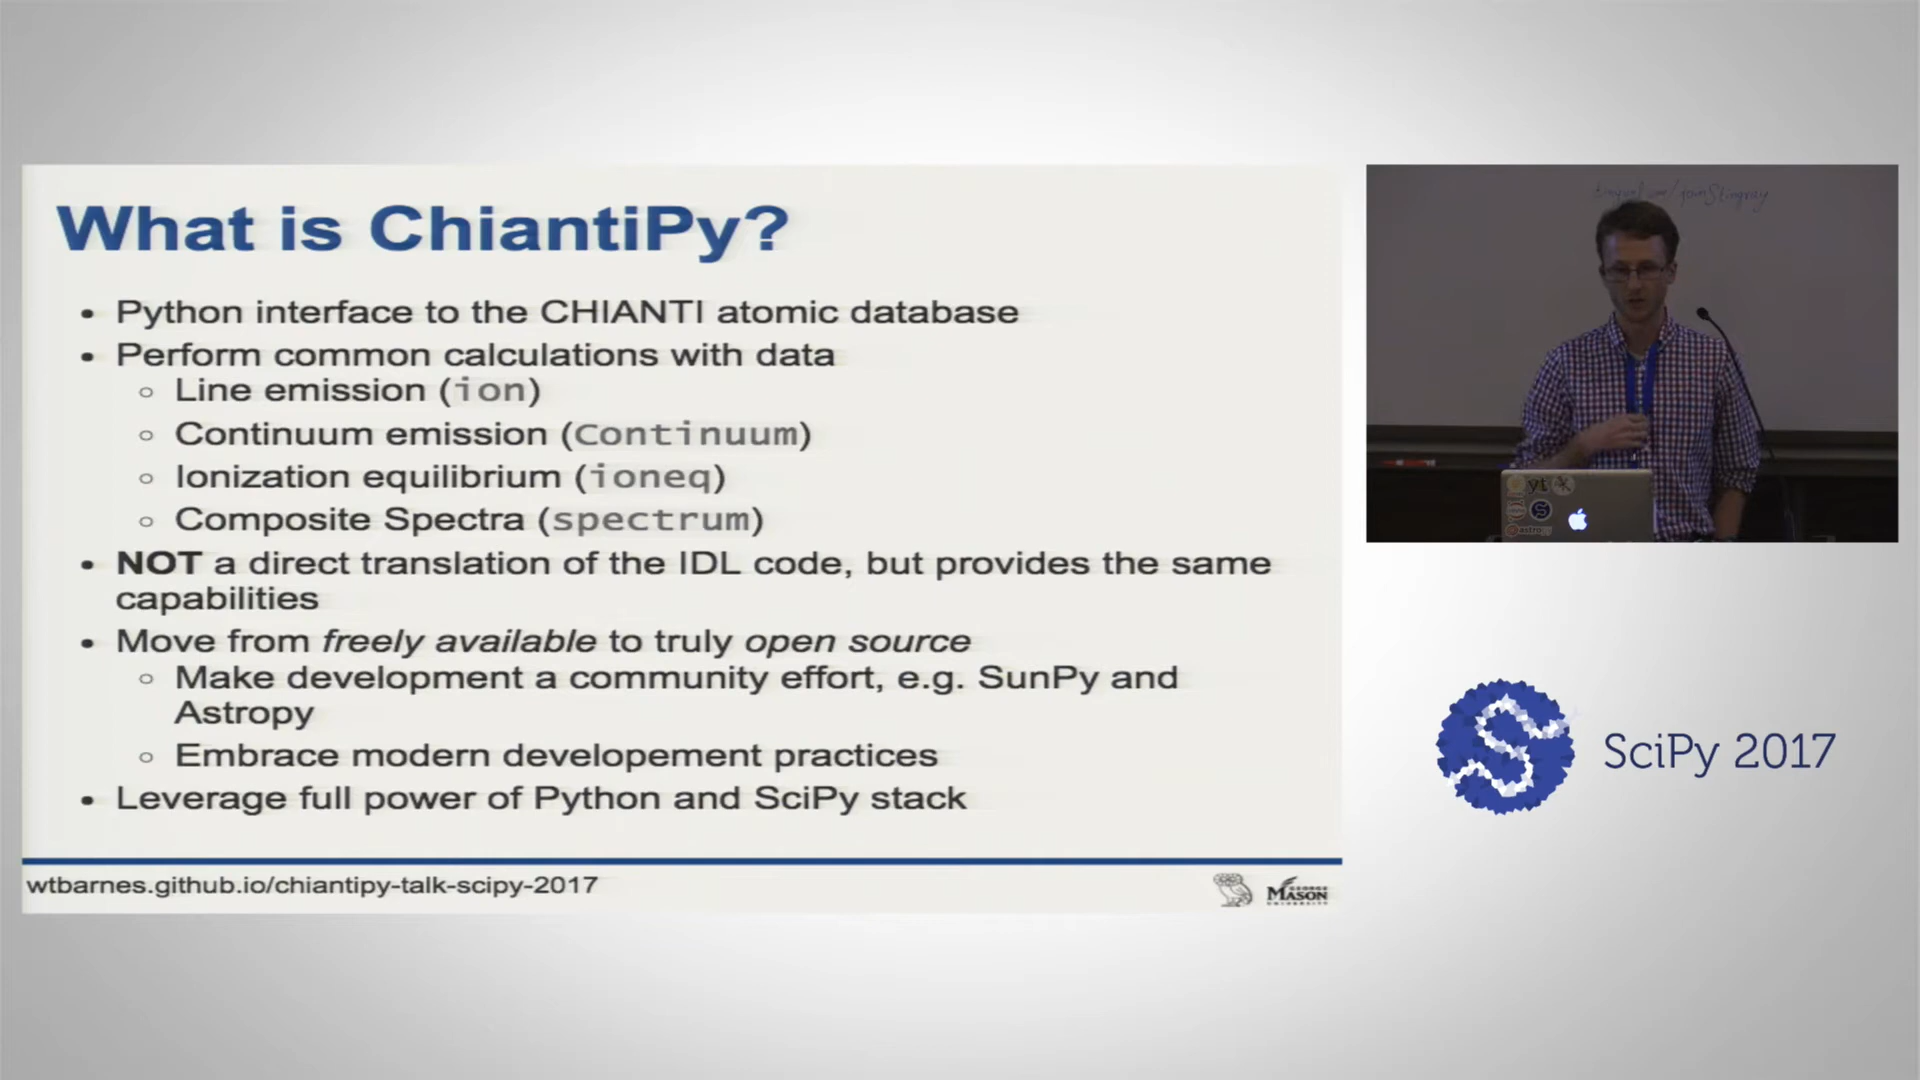 What is ChiantiPy?
• Python interface to the CHIANTI atomic database
• Perform common calculations with data
○ Line emission (ion)
○ Continuum emission (Continuum)
○ Ionization equilibrium (ioneq)
○ Composite Spectra (spectrum)
• NOT a direct translation of the IDL code, but provides the same
capabilities
• Move from freely available to truly open source
○ Make development a community effort, e.g. SunPy and
Astropy
○ Embrace modern developement practices
• Leverage full power of Python and SciPy stack
wtbarnes.github.io/chiantipy-talk-scipy-2017
GEORGE
MASON
UNIVERSITY
yt
SciPy 2017